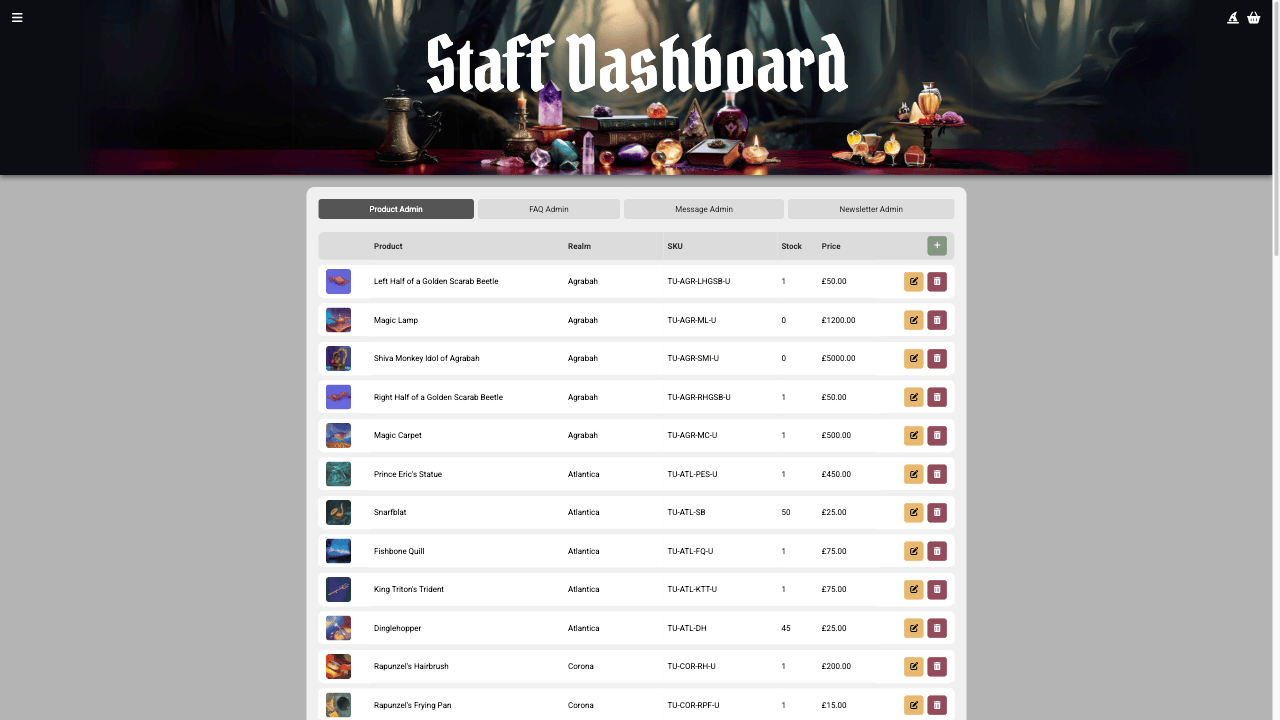 Staff Dashboard
Product Admin FAQ Admin Message Admin Newsletter Admin
Product Realm SKU Stock Price
Left Half of a Golden Scarab Beetle Agrabah TU-AGR-LHGSB-U 1 £50.00
Magic Lamp Agrabah TU-AGR-ML-U 0 £1200.00
Shiva Monkey Idol of Agrabah Agrabah TU-AGR-SMI-U 0 £5000.00
Right Half of a Golden Scarab Beetle Agrabah TU-AGR-RHGSB-U 1 £50.00
Magic Carpet Agrabah TU-AGR-MC-U 1 £500.00
Prince Eric's Statue Atlantica TU-ATL-PES-U 1 £450.00
Snarfblat Atlantica TU-ATL-SB 50 £25.00
Fishbone Quill Atlantica TU-ATL-FQ-U 1 £75.00
King Triton's Trident Atlantica TU-ATL-KTT-U 1 £75.00
Dinglehopper Atlantica TU-ATL-DH 45 £25.00
Rapunzel's Hairbrush Corona TU-COR-RH-U 1 £200.00
Rapunzel's Frying Pan Corona TU-COR-RPF-U 1 £15.00